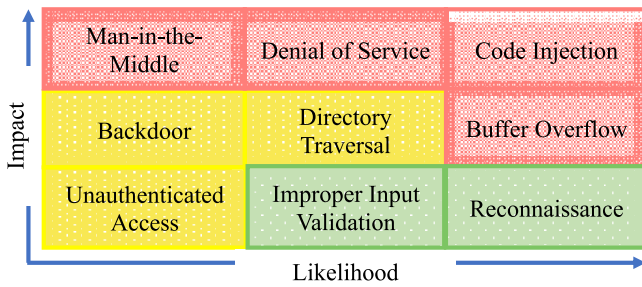 Man-in-the-
Middle
Denial of Service
Code Injection
Backdoor
Directory
Traversal
Buffer Overflow
Unauthenticated
Access
Improper Input
Validation
Reconnaissance
Impact
Likelihood